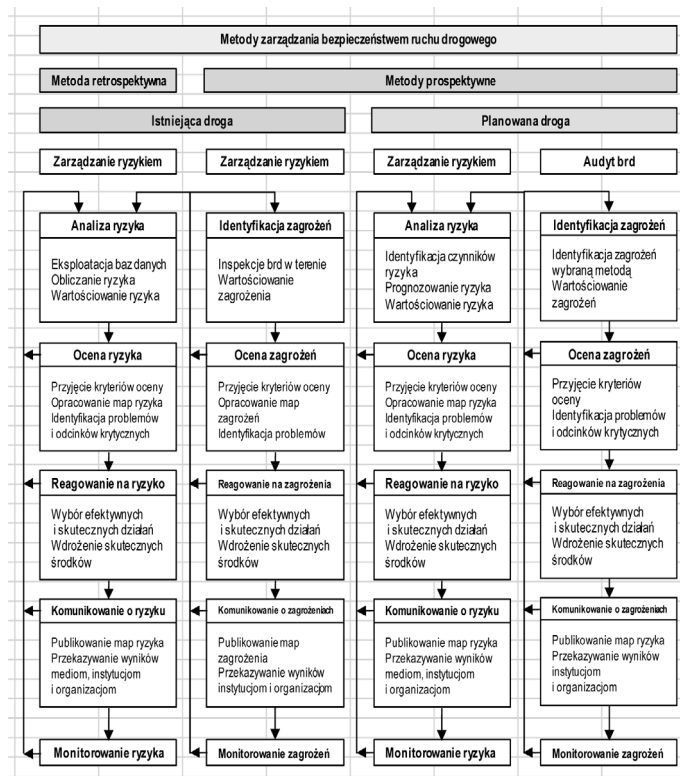 Metody zarządzania bezpieczeństwem ruchu drogowego
Metoda retrospektywna
Metody prospektywne
Istniejąca droga
Planowana droga
Zarządzanie ryzykiem
Zarządzanie ryzykiem
Zarządzanie ryzykiem
Audyt brd
Analiza ryzyka
Eksploatacja baz danych
Obliczanie ryzyka
Wartościowanie ryzyka
Identyfikacja zagrożeń
Inspekcje brd w terenie
Wartościowanie
zagrożenia
Analiza ryzyka
Identyfikacja czynników
ryzyka
Prognozowanie ryzyka
Wartościowanie ryzyka
Identyfikacja zagrożeń
Identyfikacja zagrożeń
wybraną metodą
Wartościowanie
zagrożeń
Ocena ryzyka
Przyjęcie kryteriów oceny
Opracowanie map ryzyka
Identyfikacja problemów
i odcinków krytycznych
Ocena zagrożeń
Przyjęcie kryteriów oceny
Opracowanie map
zagrożeń
Identyfikacja problemów
Ocena ryzyka
Przyjęcie kryteriów oceny
Opracowanie map ryzyka
Identyfikacja problemów
i odcinków krytycznych
Ocena zagrożeń
Przyjęcie kryteriów
oceny
Identyfikacja problemów
i odcinków krytycznych
Reagowanie na ryzyko
Wybór efektywnych
i skutecznych działań
Wdrożenie skutecznych
środków
Reagowanie na zagrożenia
Wybór efektywnych
i skutecznych działań
Wdrożenie skutecznych
środków
Reagowanie na ryzyko
Wybór efektywnych
i skutecznych działań
Wdrożenie skutecznych
środków
Reagowanie na zagrożenia
Wybór efektywnych
i skutecznych działań
Wdrożenie skutecznych
środków
Komunikowanie o ryzyku
Publikowanie map ryzyka
Przekazywanie wyników
mediom, instytucjom
i organizacjom
Komunikowanie o zagrożeniach
Publikowanie map
zagrożenia
Przekazywanie wyników
instytucjom i organizacjom
Komunikowanie o ryzyku
Publikowanie map ryzyka
Przekazywanie wyników
mediom, instytucjom
i organizacjom
Komunikowanie o zagrożeniach
Publikowanie map ryzyka
Przekazywanie wyników
instytucjom
i organizacjom
Monitorowanie ryzyka
Monitorowanie zagrożeń
Monitorowanie ryzyka
Monitorowanie zagrożeń